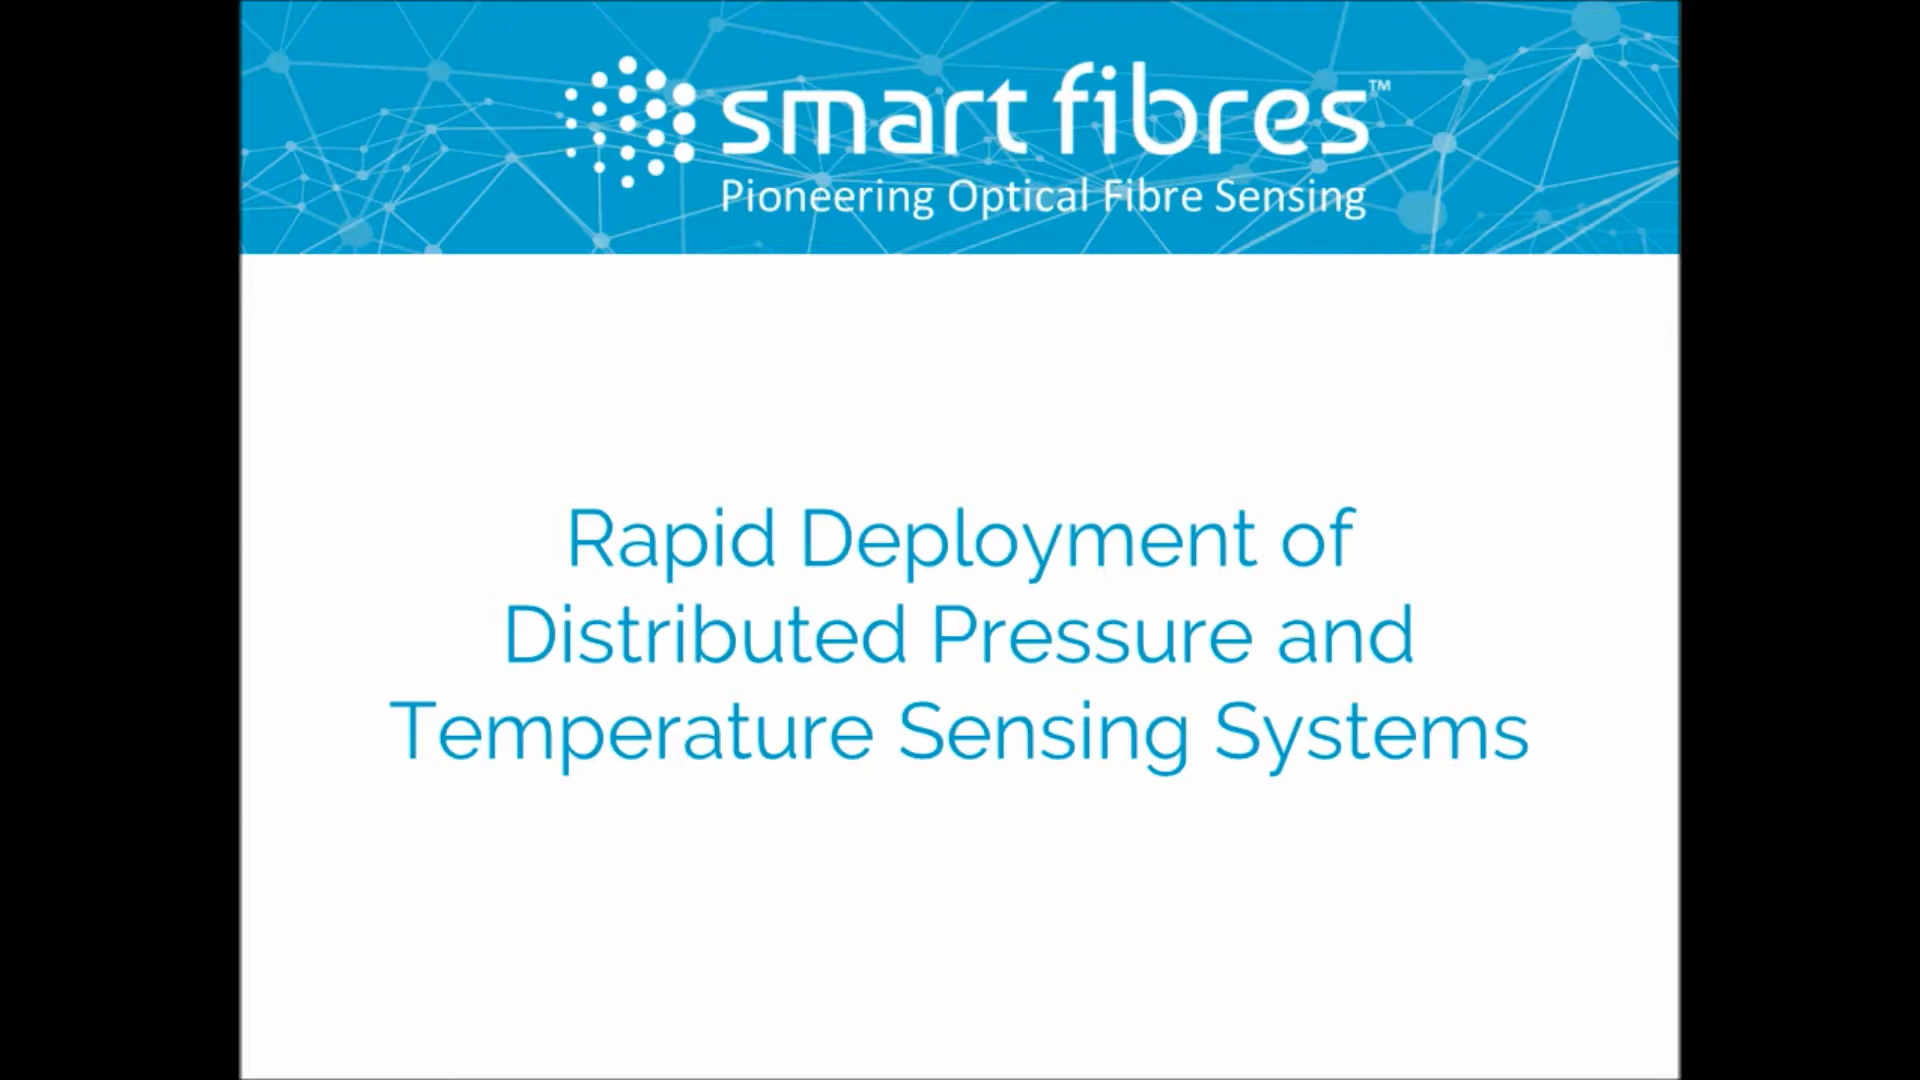 smart fibres™
Pioneering Optical Fibre Sensing
Rapid Deployment of
Distributed Pressure and
Temperature Sensing Systems